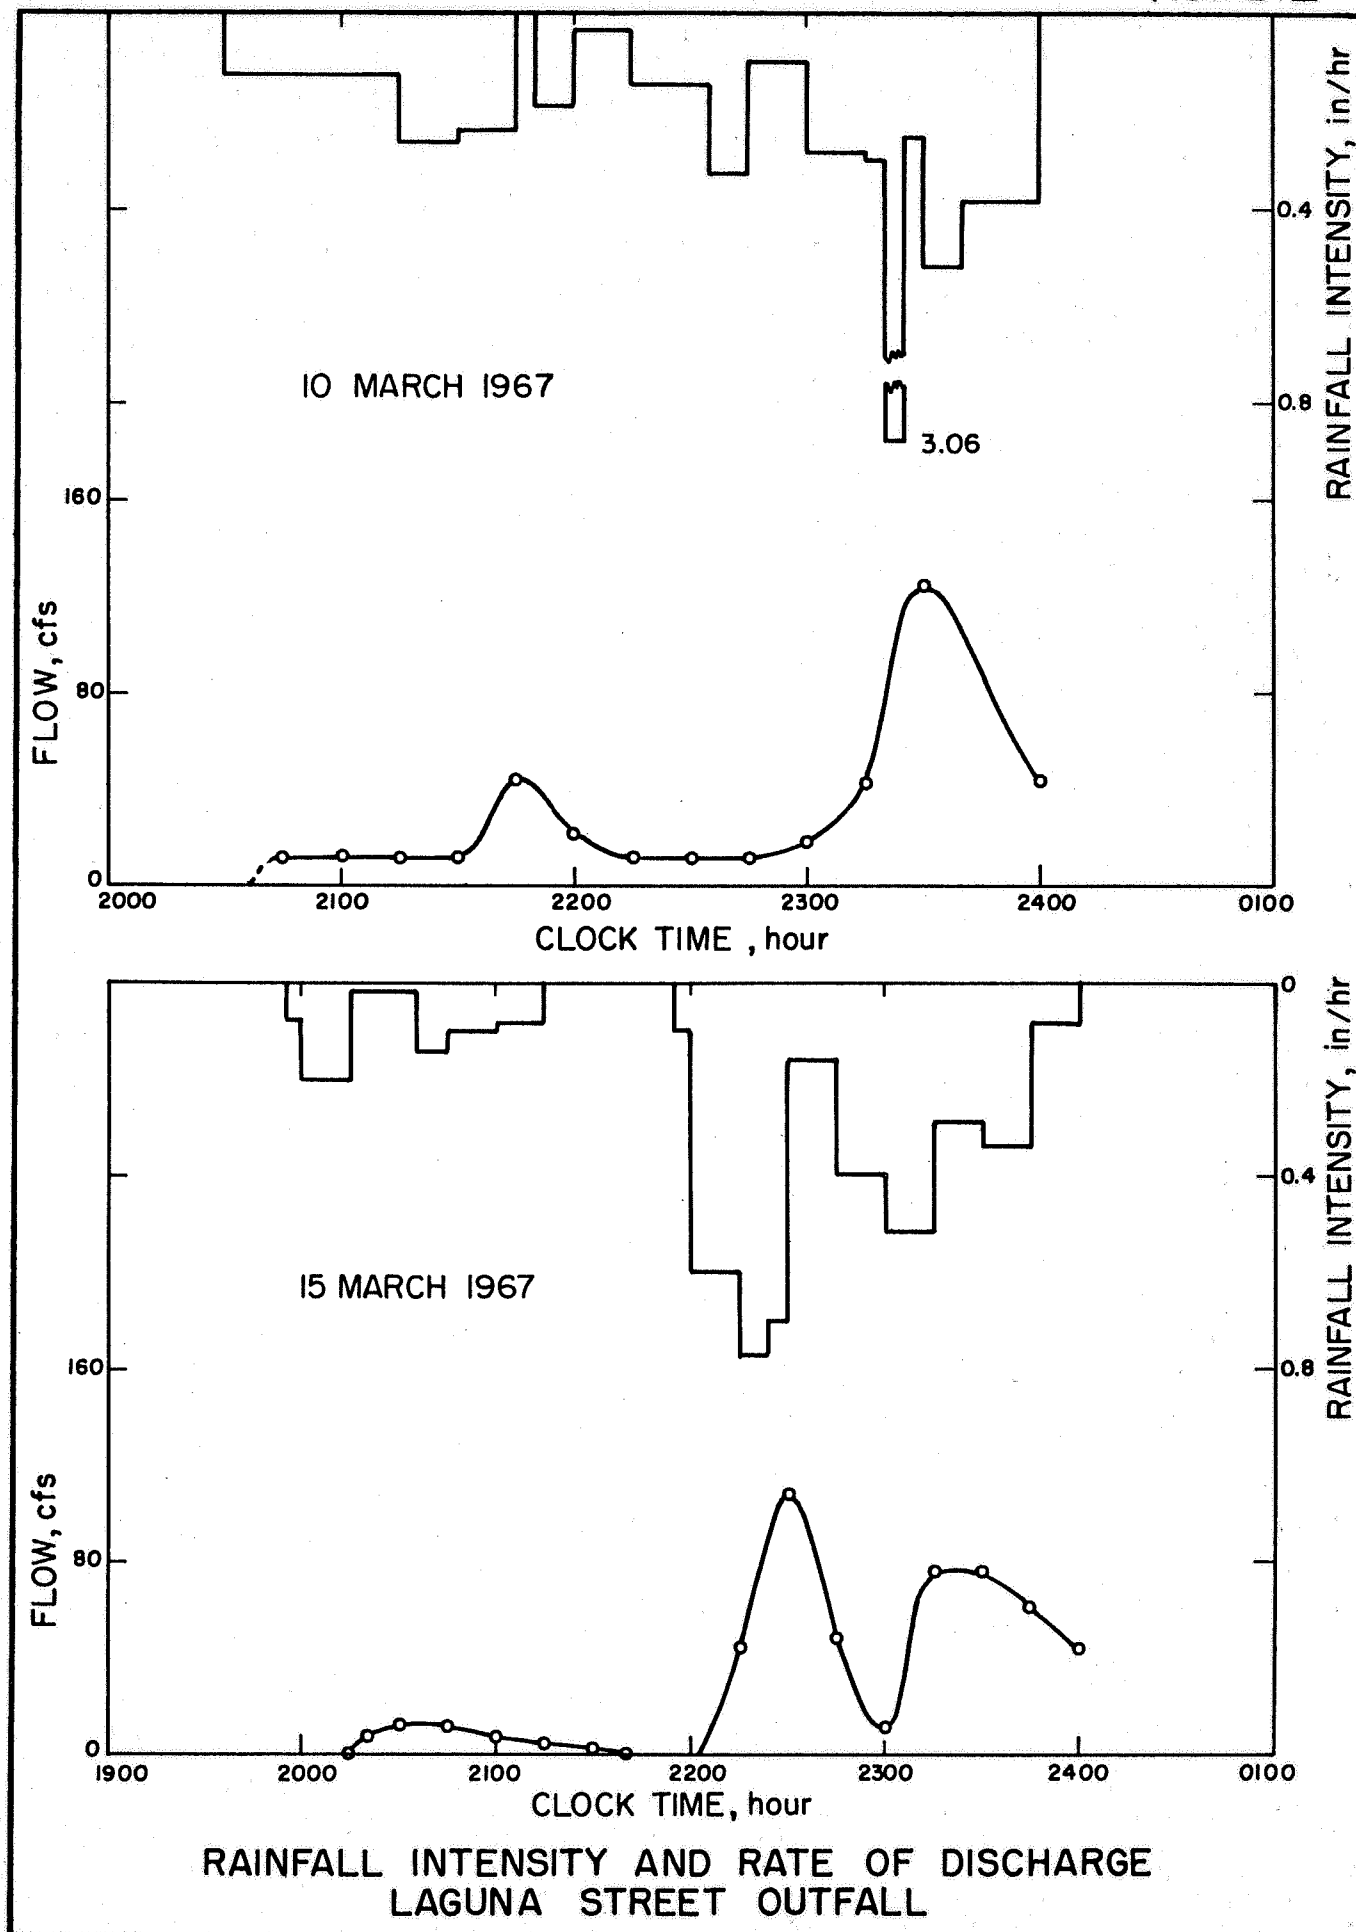 0.4
RAINFALL INTENSITY, in/hr
10 MARCH 1967
0.8
3.06
160
FLOW, cfs
80
0
2000 2100 2200 2300 2400 0100
CLOCK TIME , hour
0
RAINFALL INTENSITY, in/hr
0.4
15 MARCH 1967
160
0.8
FLOW, cfs
80
0
1900 2000 2100 2200 2300 2400 0100
CLOCK TIME, hour
RAINFALL INTENSITY AND RATE OF DISCHARGE
LAGUNA STREET OUTFALL